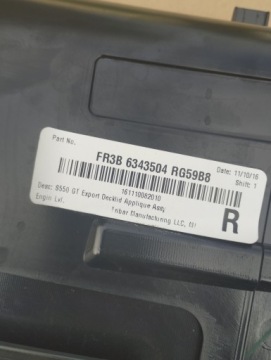 Part No.
FR3B 6343504 RG59B8
Date: 11/10/16
Shift: 1
161110082010
Desc: S550 GT Export Decklid Applique Assy
Engin Lvl.
Tribar Manufacturing LLC,
R